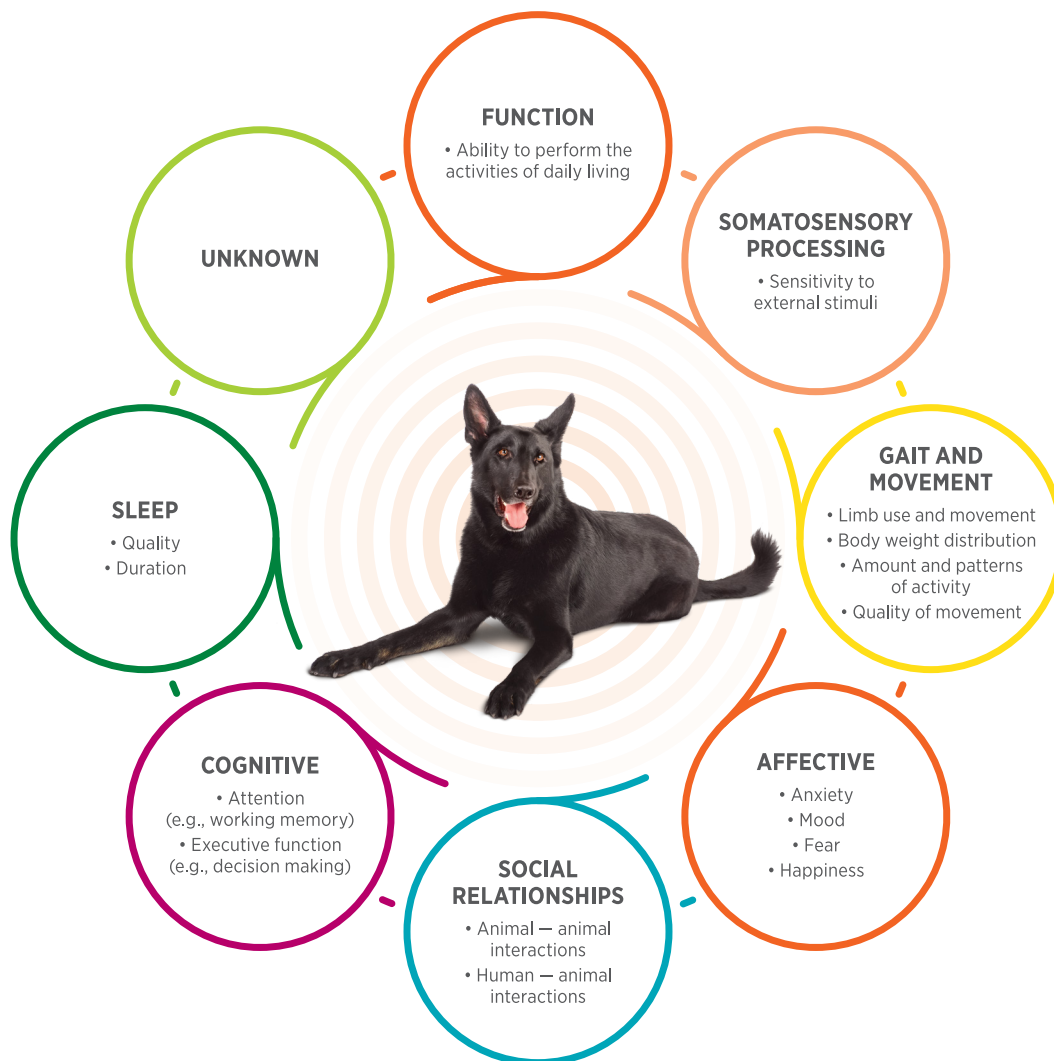 FUNCTION
• Ability to perform the
activities of daily living
SOMATOSENSORY
PROCESSING
• Sensitivity to
external stimuli
GAIT AND
MOVEMENT
• Limb use and movement
• Body weight distribution
• Amount and patterns
of activity
• Quality of movement
AFFECTIVE
• Anxiety
• Mood
• Fear
• Happiness
SOCIAL
RELATIONSHIPS
• Animal — animal
interactions
• Human — animal
interactions
COGNITIVE
• Attention
(e.g., working memory)
• Executive function
(e.g., decision making)
SLEEP
• Quality
• Duration
UNKNOWN